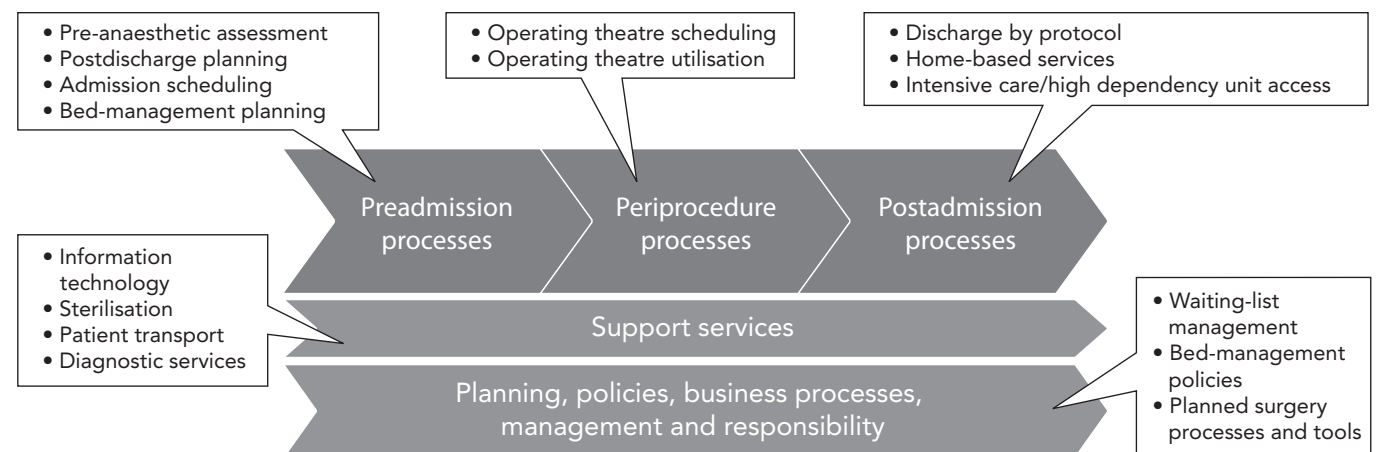 • Pre-anaesthetic assessment
• Postdischarge planning
• Admission scheduling
• Bed-management planning
• Operating theatre scheduling
• Operating theatre utilisation
• Discharge by protocol
• Home-based services
• Intensive care/high dependency unit access
Preadmission
processes
Periprocedure
processes
Postadmission
processes
• Information
technology
• Sterilisation
• Patient transport
• Diagnostic services
Support services
• Waiting-list
management
• Bed-management
policies
• Planned surgery
processes and tools
Planning, policies, business processes,
management and responsibility